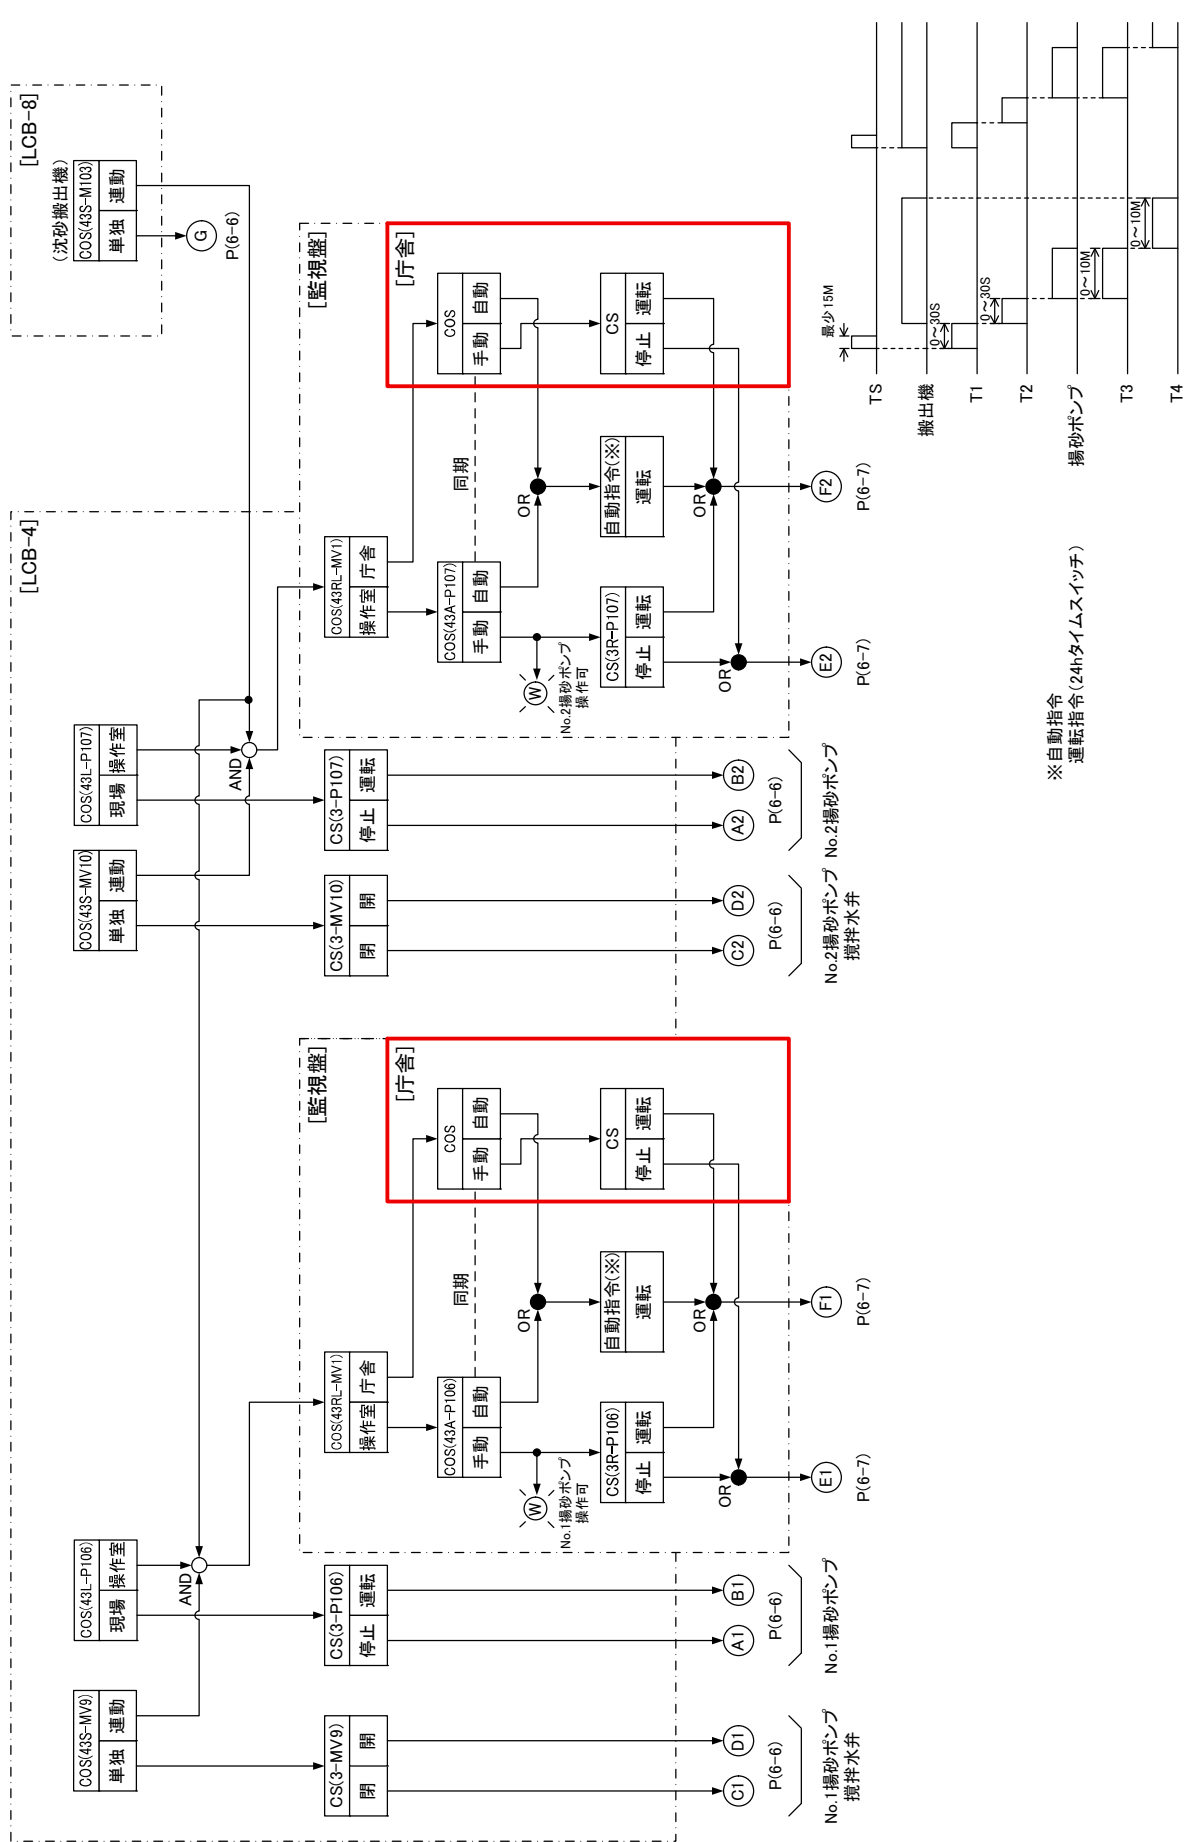 [LCB-4]
[LCB-8]
COS(43S-MV9)
単独 連動
COS(43L-P106)
現場 操作室
COS(43S-MV10)
単独 連動
COS(43L-P107)
現場 操作室
(沈砂搬出機)
COS(43S-M103)
単独 連動
G
P(6-6)
AND
AND
CS(3-MV9)
閉 開
CS(3-P106)
停止 運転
[監視盤]
COS(43RL-MV1)
操作室 庁舎
CS(3-MV10)
閉 開
CS(3-P107)
停止 運転
[監視盤]
COS(43RL-MV1)
操作室 庁舎
[庁舎]
COS(43A-P106)
手動 自動
同期
COS
手動 自動
W
No.1揚砂ポンプ
操作可
OR
CS(3R-P106)
停止 運転
自動指令(※)
運転
CS
停止 運転
OR
OR
[庁舎]
COS(43A-P107)
手動 自動
同期
COS
手動 自動
W
No.2揚砂ポンプ
操作可
OR
CS(3R-P107)
停止 運転
自動指令(※)
運転
CS
停止 運転
OR
OR
C1
D1
P(6-6)
No.1揚砂ポンプ
撹拌水弁
A1
B1
P(6-6)
No.1揚砂ポンプ
E1
P(6-7)
F1
P(6-7)
C2
D2
P(6-6)
No.2揚砂ポンプ
撹拌水弁
A2
B2
P(6-6)
No.2揚砂ポンプ
E2
P(6-7)
F2
P(6-7)
※自動指令
運転指令(24hタイムスイッチ)
TS
最少15M
搬出機
0～30S
T1
0～30S
T2
揚砂ポンプ
0～10M
T3
0～10M
T4